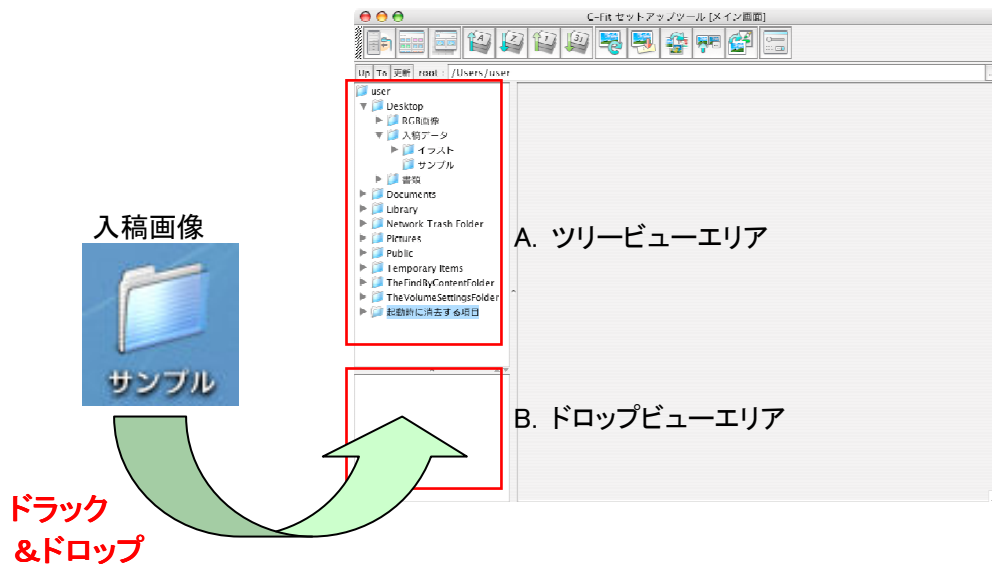 C-Fit セットアップツール [メイン画面]
Up To 更新 root : /Users/user
user
Desktop
RGB画像
入稿データ
イラスト
サンプル
書類
Documents
Library
Network Trash Folder
Pictures
Public
Temporary Items
TheFindByContentFolder
TheVolumeSettingsFolder
起動時に消去する項目
入稿画像
サンプル
A. ツリービューエリア
B. ドロップビューエリア
ドラック
&ドロップ